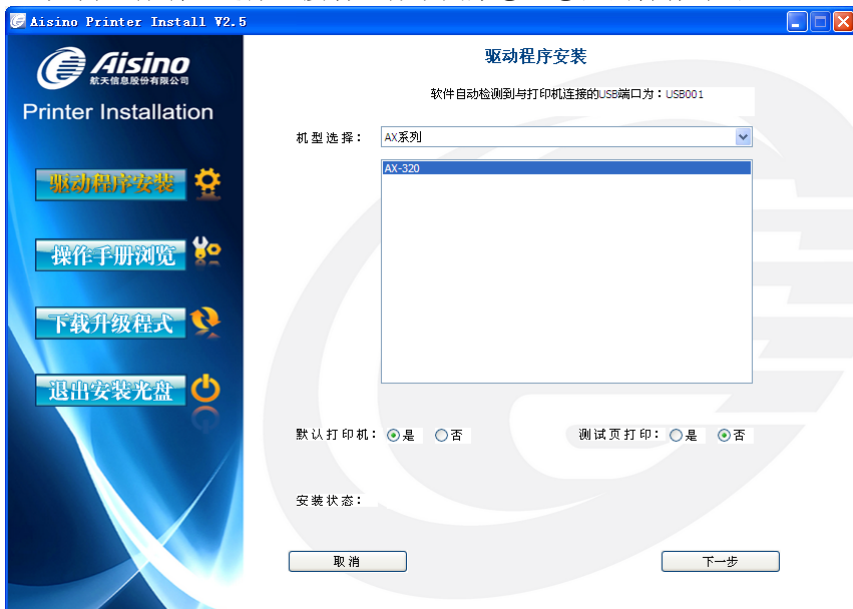 Aisino Printer Install V2.5
Aisino
航天信息股份有限公司
Printer Installation
驱动程序安装
操作手册浏览
下载升级程式
退出安装光盘
驱动程序安装
软件自动检测到与打印机连接的USB端口为：USB001
机型选择： AX系列
AX-320
默认打印机： 是 否 测试页打印： 是 否
安装状态：
取消 下一步